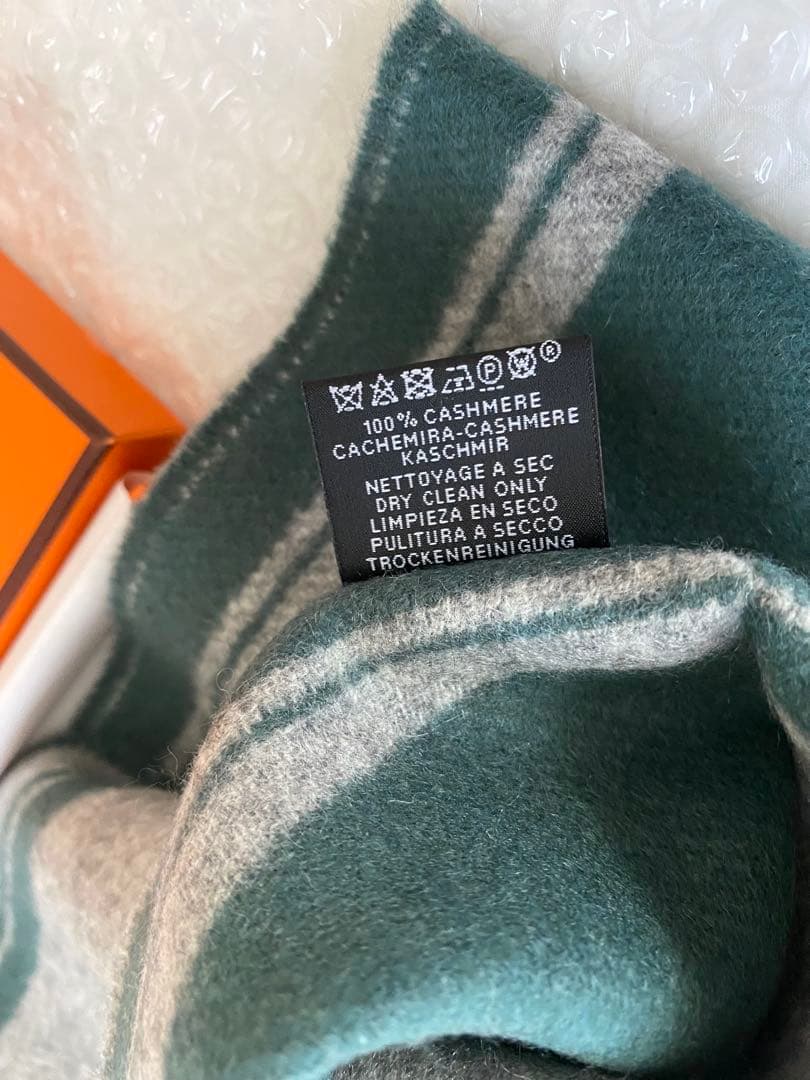 P W ®
100% CASHMERE
CACHEMIRA-CASHMERE
KASCHMIR
NETTOYAGE A SEC
DRY CLEAN ONLY
LIMPIEZA EN SECO
PULITURA A SECCO
TROCKENREINIGUNG